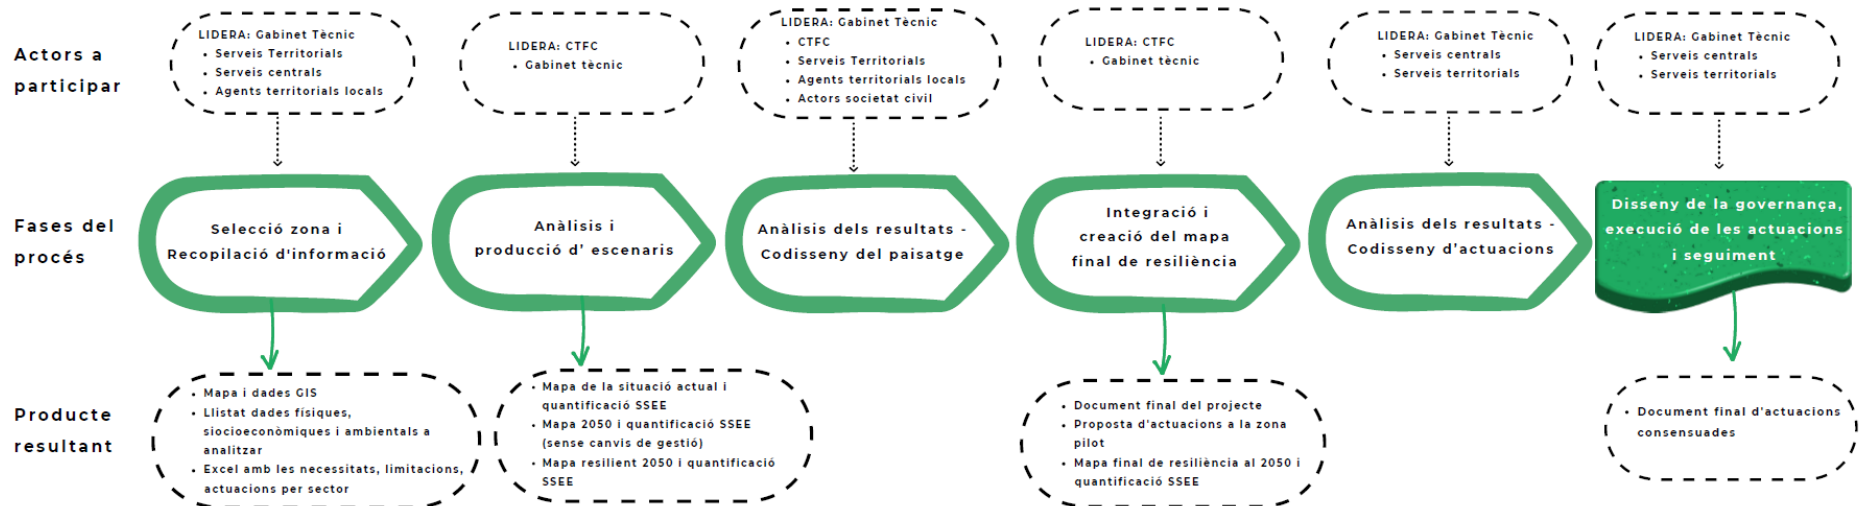 Actors a
participar
LIDERA: Gabinet Tècnic
• Serveis Territorials
• Serveis centrals
• Agents territorials locals
LIDERA: CTFC
• Gabinet tècnic
LIDERA: Gabinet Tècnic
• CTFC
• Serveis Territorials
• Agents territorials locals
• Actors societat civil
LIDERA: CTFC
• Gabinet tècnic
LIDERA: Gabinet Tècnic
• Serveis centrals
• Serveis territorials
LIDERA: Gabinet Tècnic
• Serveis centrals
• Serveis territorials
Fases del
procés
Selecció zona i
Recopilació d'informació
Anàlisis i
producció d' escenaris
Anàlisis dels resultats -
Codisseny del paisatge
Integració i
creació del mapa
final de resiliència
Anàlisis dels resultats -
Codisseny d'actuacions
Disseny de la governança,
execució de les actuacions
i seguiment
Producte
resultant
• Mapa i dades GIS
• Llistat dades físiques,
siocioeconòmiques i ambientals a
analitzar
• Excel amb les necessitats, limitacions,
actuacions per sector
• Mapa de la situació actual i
quantificació SSEE
• Mapa 2050 i quantificació SSEE
(sense canvis de gestió)
• Mapa resilient 2050 i quantificació
SSEE
• Document final del projecte
• Proposta d'actuacions a la zona
pilot
• Mapa final de resiliència al 2050 i
quantificació SSEE
• Document final d'actuacions
consensuades